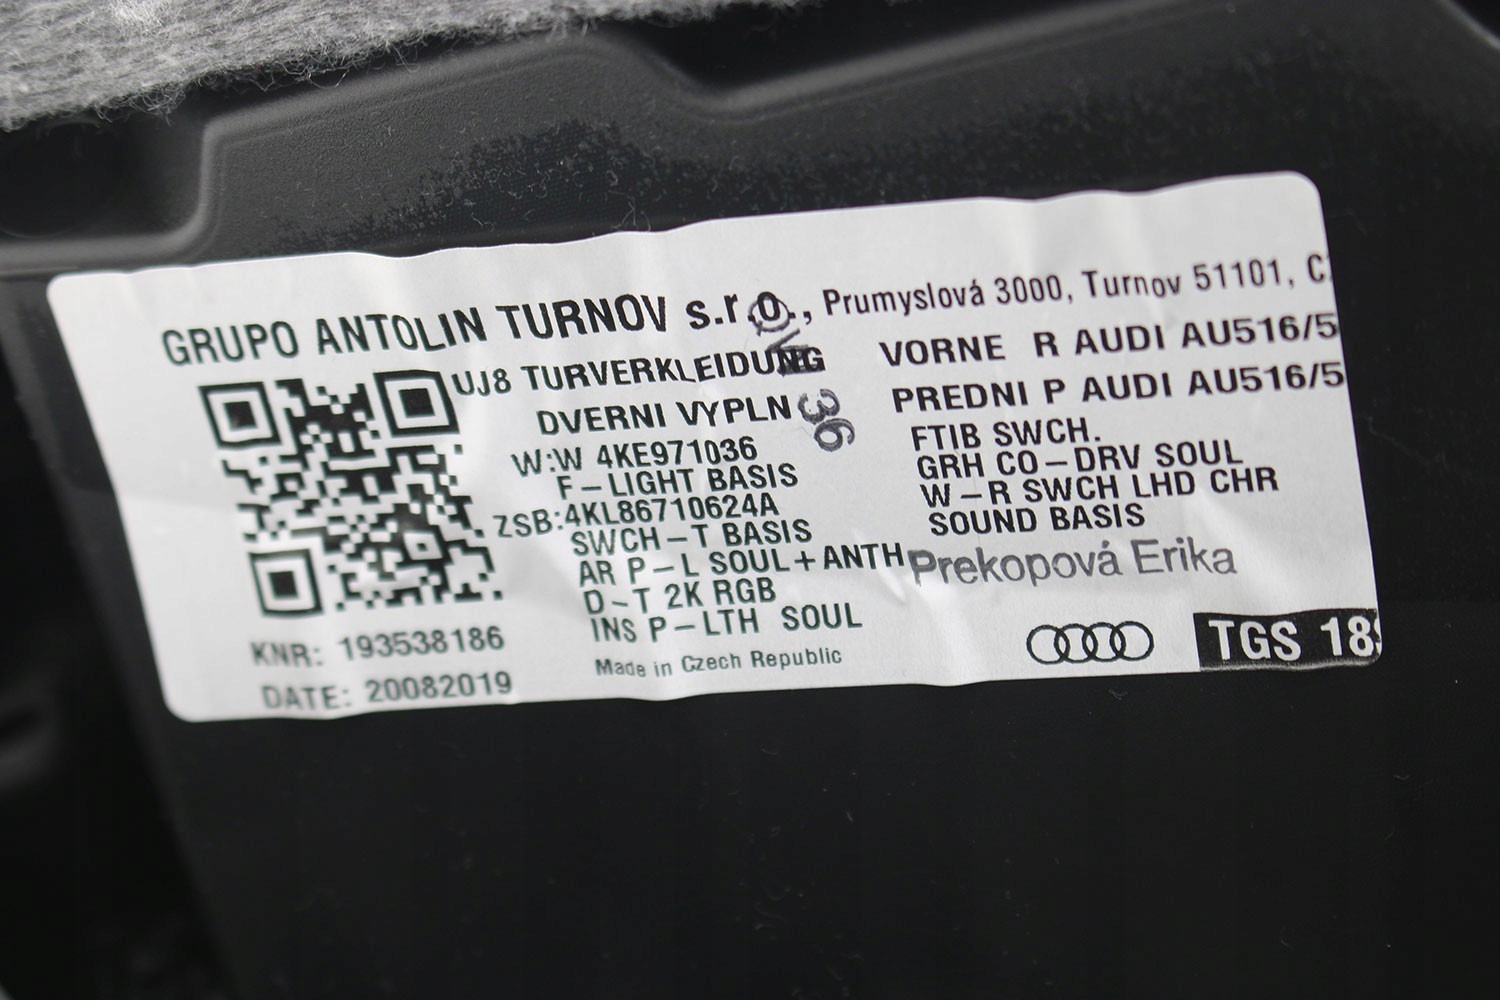 GRUPO ANTOLIN TURNOV s.r.o., Prumyslová 3000, Turnov 51101,
UJ8 TURVERKLEIDUNG VORNE R AUDI AU516/5
DVERNI VYPLN PREDNI P AUDI AU516/5
36
W:W 4KE971036 FTIB SWCH.
F-LIGHT BASIS GRH CO-DRV SOUL
ZSB:4KL86710624A W-R SWCH LHD CHR
SWCH-T BASIS SOUND BASIS
AR P-L SOUL+ANTH Prekopová Erika
D-T 2K RGB
INS P-LTH SOUL
KNR: 193538186
Made in Czech Republic
TGS 18
DATE: 20082019